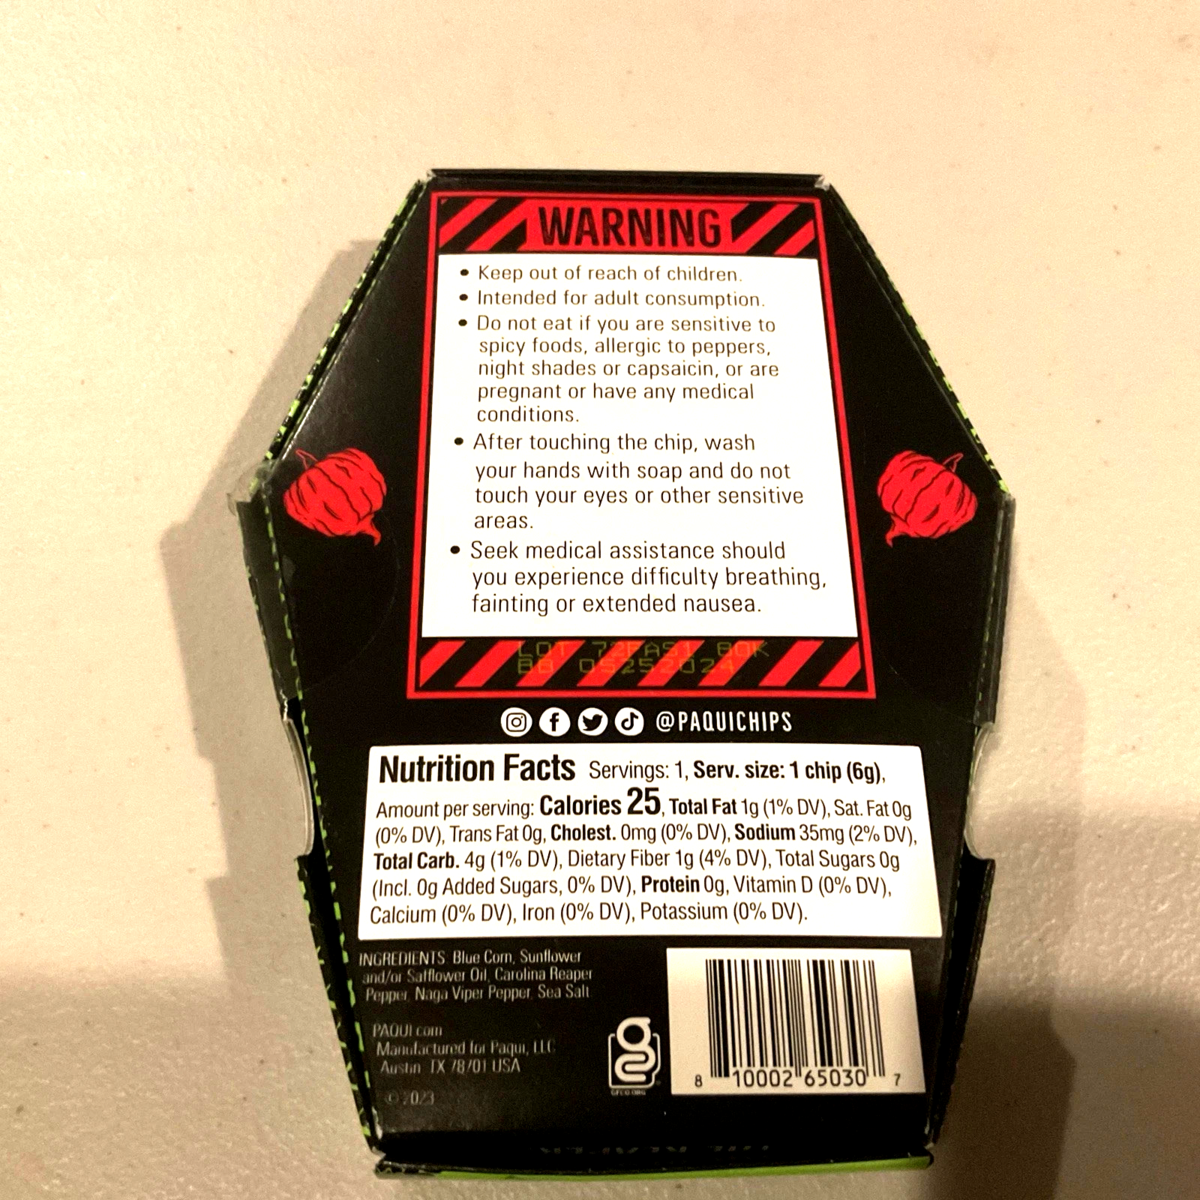 WARNING
• Keep out of reach of children.
• Intended for adult consumption.
• Do not eat if you are sensitive to
spicy foods, allergic to peppers,
night shades or capsaicin, or are
pregnant or have any medical
conditions.
• After touching the chip, wash
your hands with soap and do not
touch your eyes or other sensitive
areas.
• Seek medical assistance should
you experience difficulty breathing,
fainting or extended nausea.
LOT 72FAS1 80K
BB 05252024
@PAQUICHIPS
Nutrition Facts Servings: 1, Serv. size: 1 chip (6g),
Amount per serving: Calories 25, Total Fat 1g (1% DV), Sat. Fat 0g
(0% DV), Trans Fat 0g, Cholest. 0mg (0% DV), Sodium 35mg (2% DV),
Total Carb. 4g (1% DV), Dietary Fiber 1g (4% DV), Total Sugars 0g
(Incl. 0g Added Sugars, 0% DV), Protein 0g, Vitamin D (0% DV),
Calcium (0% DV), Iron (0% DV), Potassium (0% DV).
INGREDIENTS: Blue Corn, Sunflower
and/or Safflower Oil, Carolina Reaper
Pepper, Naga Viper Pepper, Sea Salt
PAQUI.com
Manufactured for Paqui, LLC
Austin, TX 78701 USA
©2023
GFCO.ORG
8 10002 65030 7